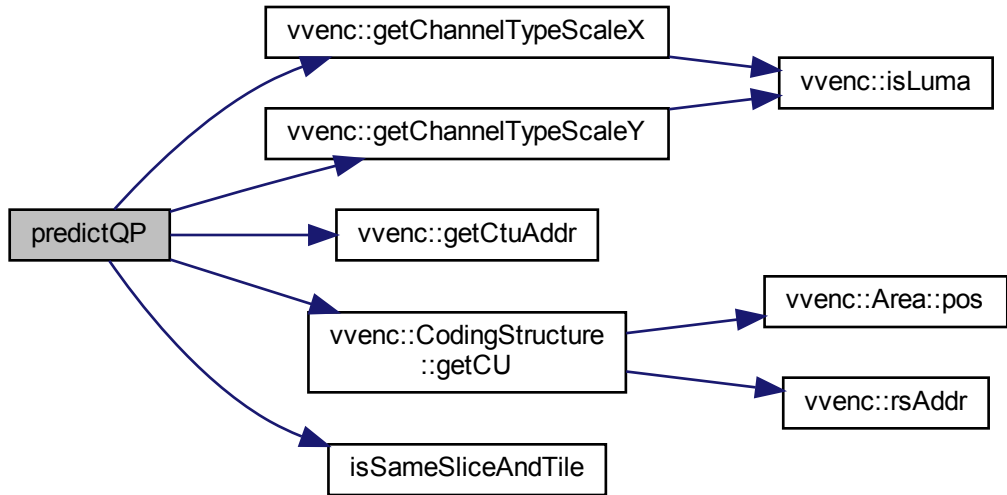 vvenc::getChannelTypeScaleX
vvenc::isLuma
vvenc::getChannelTypeScaleY
predictQP
vvenc::getCtuAddr
vvenc::Area::pos
vvenc::CodingStructure
::getCU
vvenc::rsAddr
isSameSliceAndTile